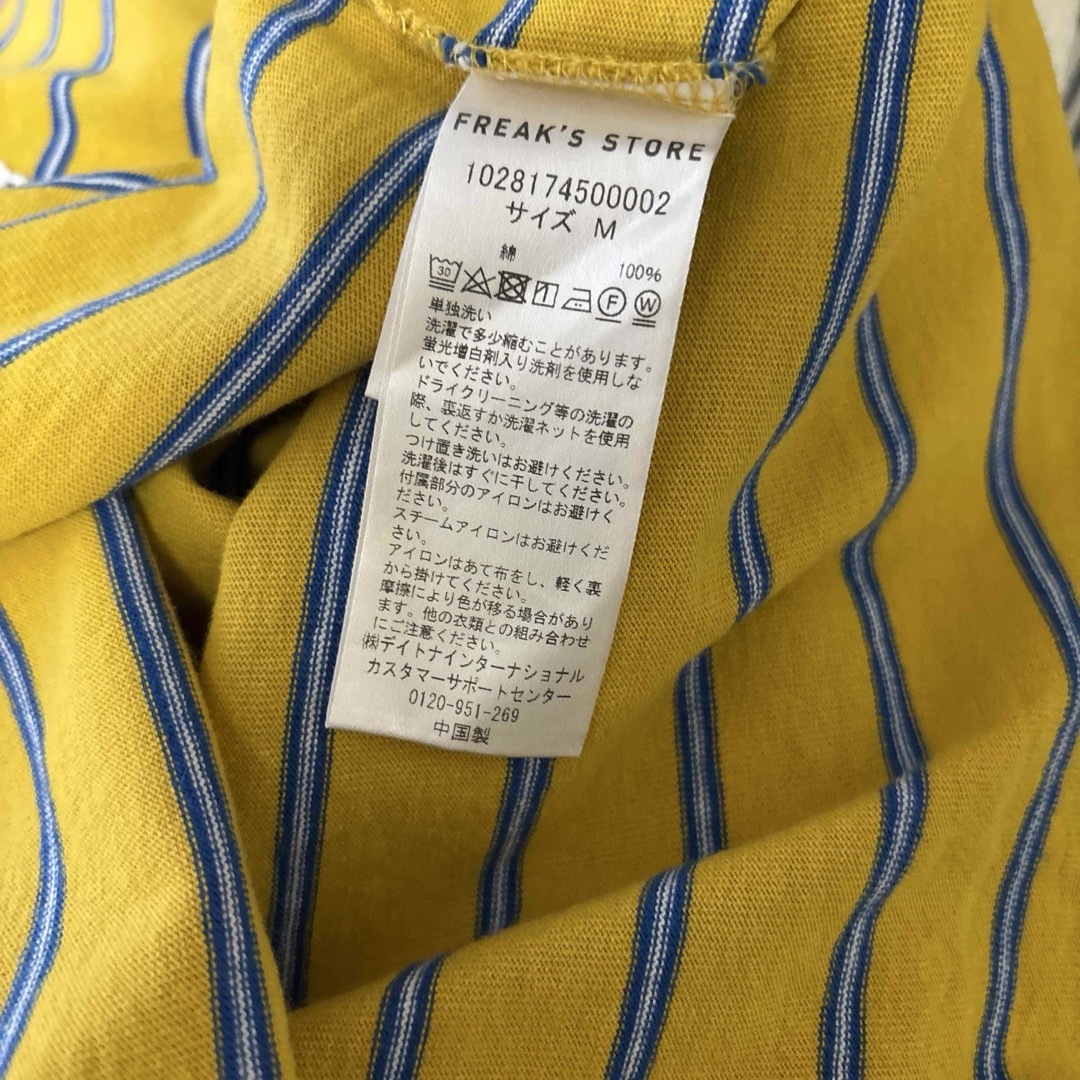 FREAK'S STORE
1028174500002
サイズ M
綿 100%
30 F W
単独洗い
洗濯で多少縮むことがあります。
蛍光増白剤入り洗剤を使用しな
いでください。
ドライクリーニング等の洗濯の
際、裏返すか洗濯ネットを使用
してください。
つけ置き洗いはお避けください。
洗濯後はすぐに干してください。
付属部分のアイロンはお避けく
ださい。
スチームアイロンはお避けくだ
さい。
アイロンはあて布をし、軽く裏
から掛けてください。
摩擦により色が移る場合があり
ます。他の衣類との組み合わせ
にご注意ください。
㈱デイトナインターナショナル
カスタマーサポートセンター
0120-951-269
中国製